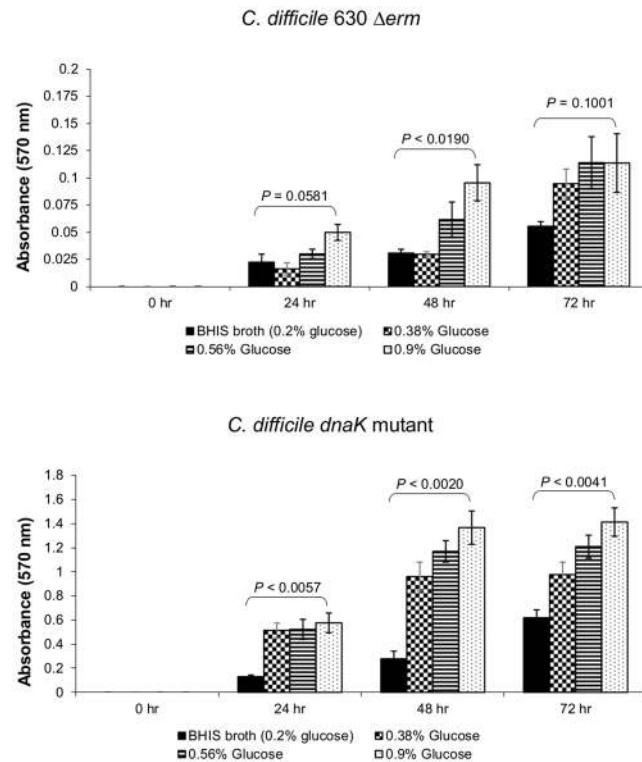 C. difficile 630 Δerm
0.2
0.175
0.15
0.125
0.1
0.075
0.05
0.025
0
Absorbance (570 nm)
P = 0.0581
P < 0.0190
P = 0.1001
0 hr 24 hr 48 hr 72 hr
BHIS broth (0.2% glucose) 0.38% Glucose
0.56% Glucose 0.9% Glucose
C. difficile dnaK mutant
1.8
1.6
1.4
1.2
1
0.8
0.6
0.4
0.2
0
Absorbance (570 nm)
P < 0.0057
P < 0.0020
P < 0.0041
0 hr 24 hr 48 hr 72 hr
BHIS broth (0.2% glucose) 0.38% Glucose
0.56% Glucose 0.9% Glucose